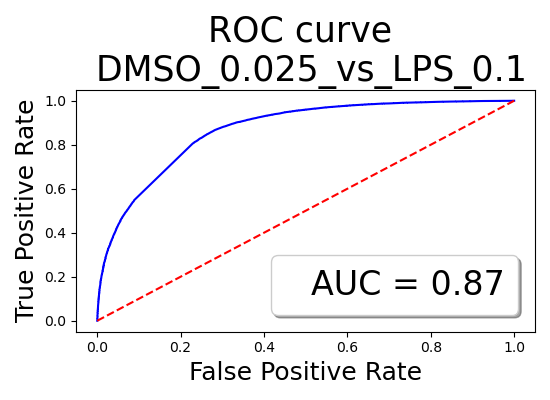 ROC curve
DMSO_0.025_vs_LPS_0.1
True Positive Rate
1.0
0.8
0.6
0.4
0.2
0.0
AUC = 0.87
0.0 0.2 0.4 0.6 0.8 1.0
False Positive Rate